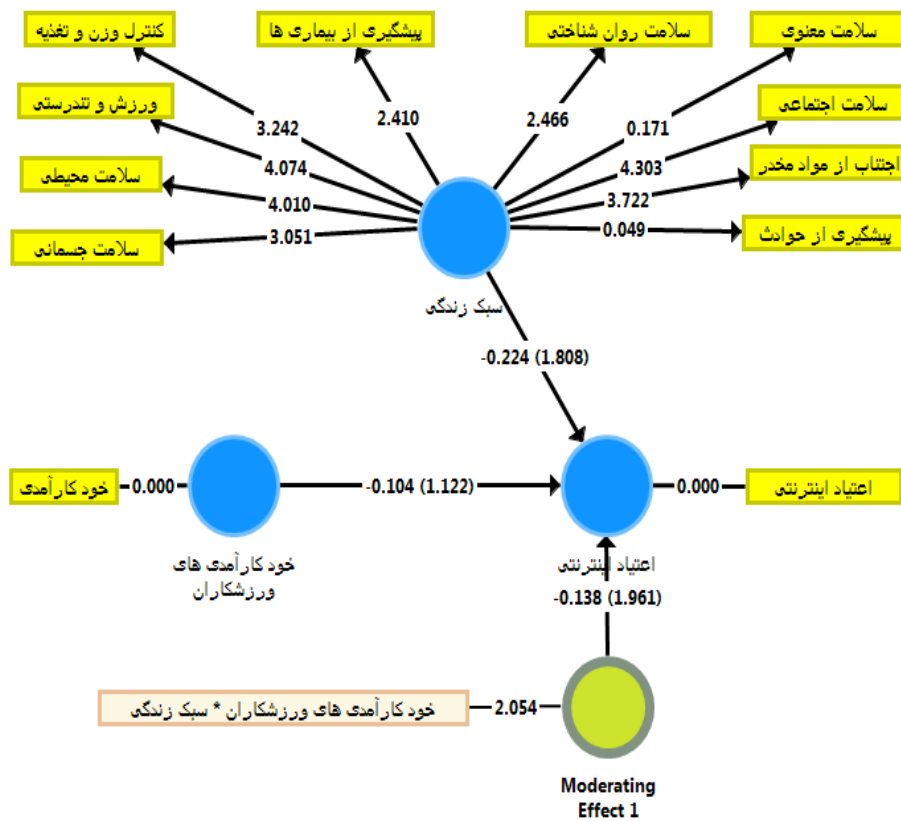 کنترل وزن و تغذیه
پیشگیری از بیماری ها
سلامت روان شناختی
سلامت معنوی
ورزش و تندرستی
سلامت اجتماعی
سلامت محیطی
اجتناب از مواد مخدر
سلامت جسمانی
پیشگیری از حوادث
3.242
2.410
2.466
0.171
4.074
4.303
4.010
3.722
3.051
0.049
سبک زندگی
-0.224 (1.808)
خود کارآمدی
0.000
-0.104 (1.122)
0.000
اعتیاد اینترنتی
خود کارآمدی های
ورزشکاران
اعتیاد اینترنتی
-0.138 (1.961)
خود کارآمدی های ورزشکاران * سبک زندگی
2.054
Moderating
Effect 1